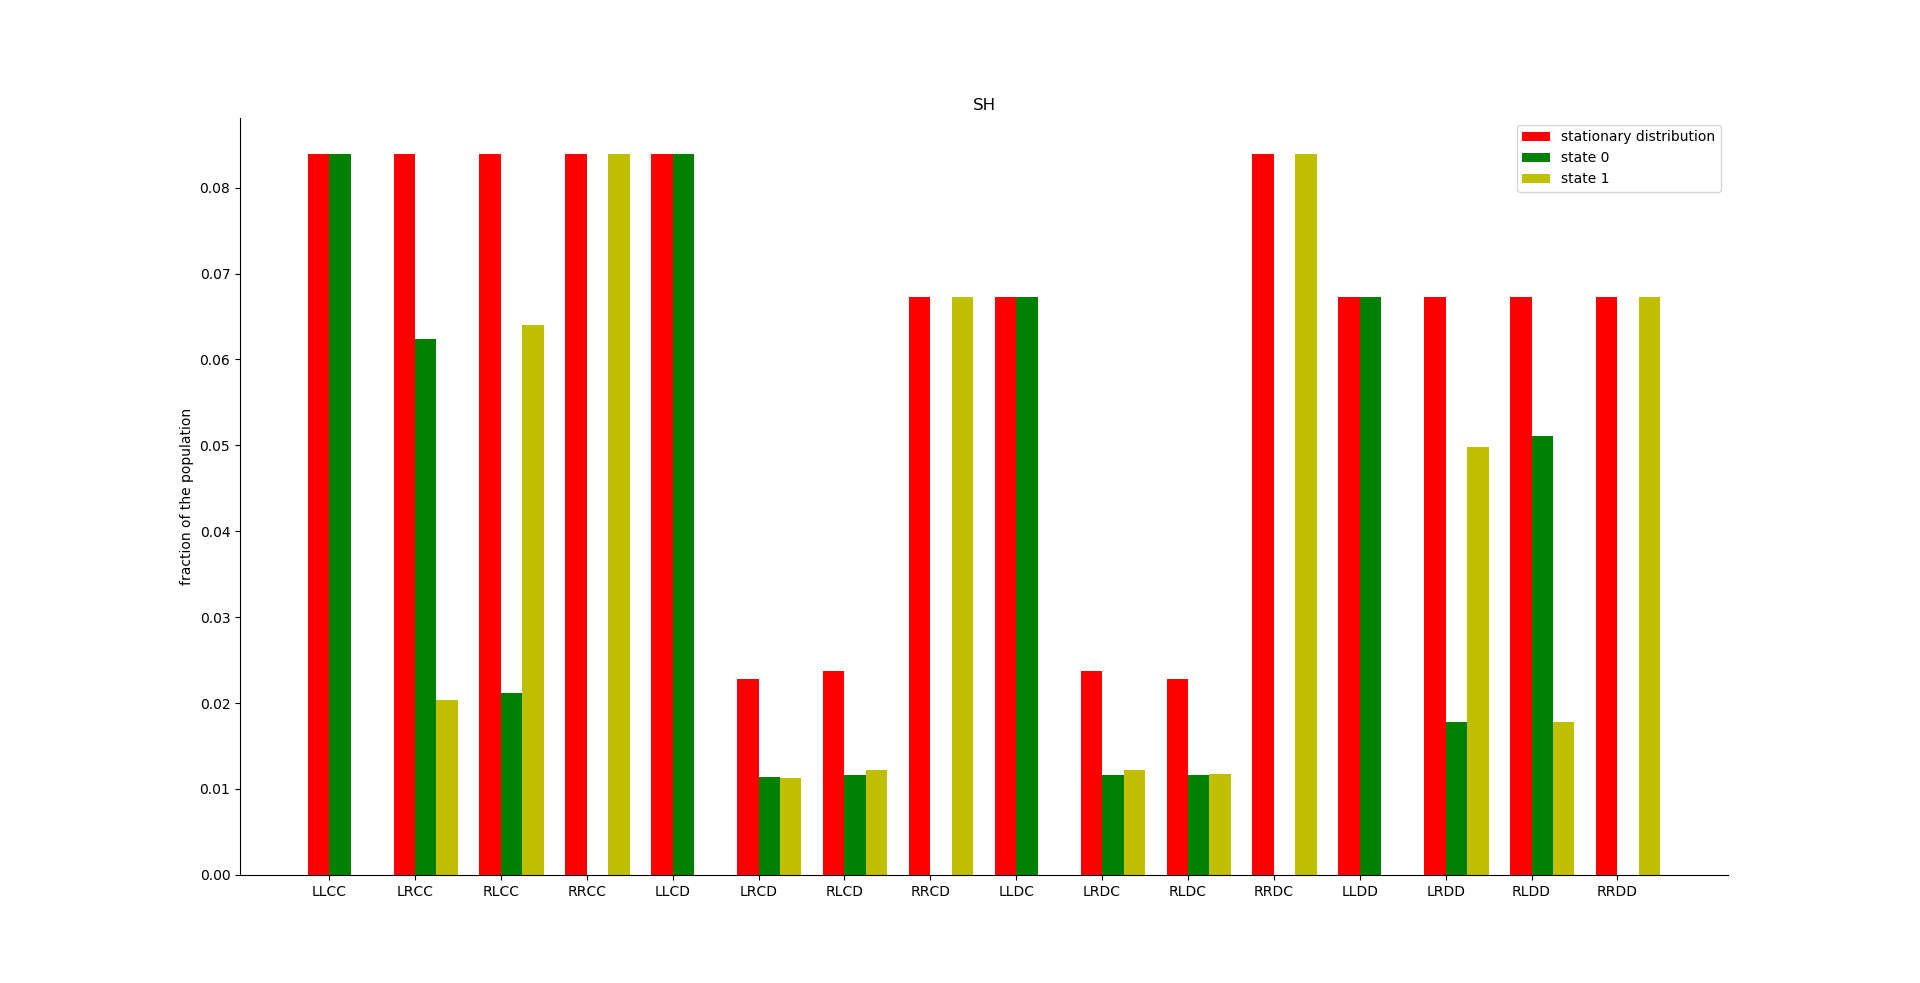 SH
stationary distribution
state 0
state 1
fraction of the population
0.08
0.07
0.06
0.05
0.04
0.03
0.02
0.01
0.00
LLCC LRCC RLCC RRCC LLCD LRCD RLCD RRCD LLDC LRDC RLDC RRDC LLDD LRDD RLDD RRDD